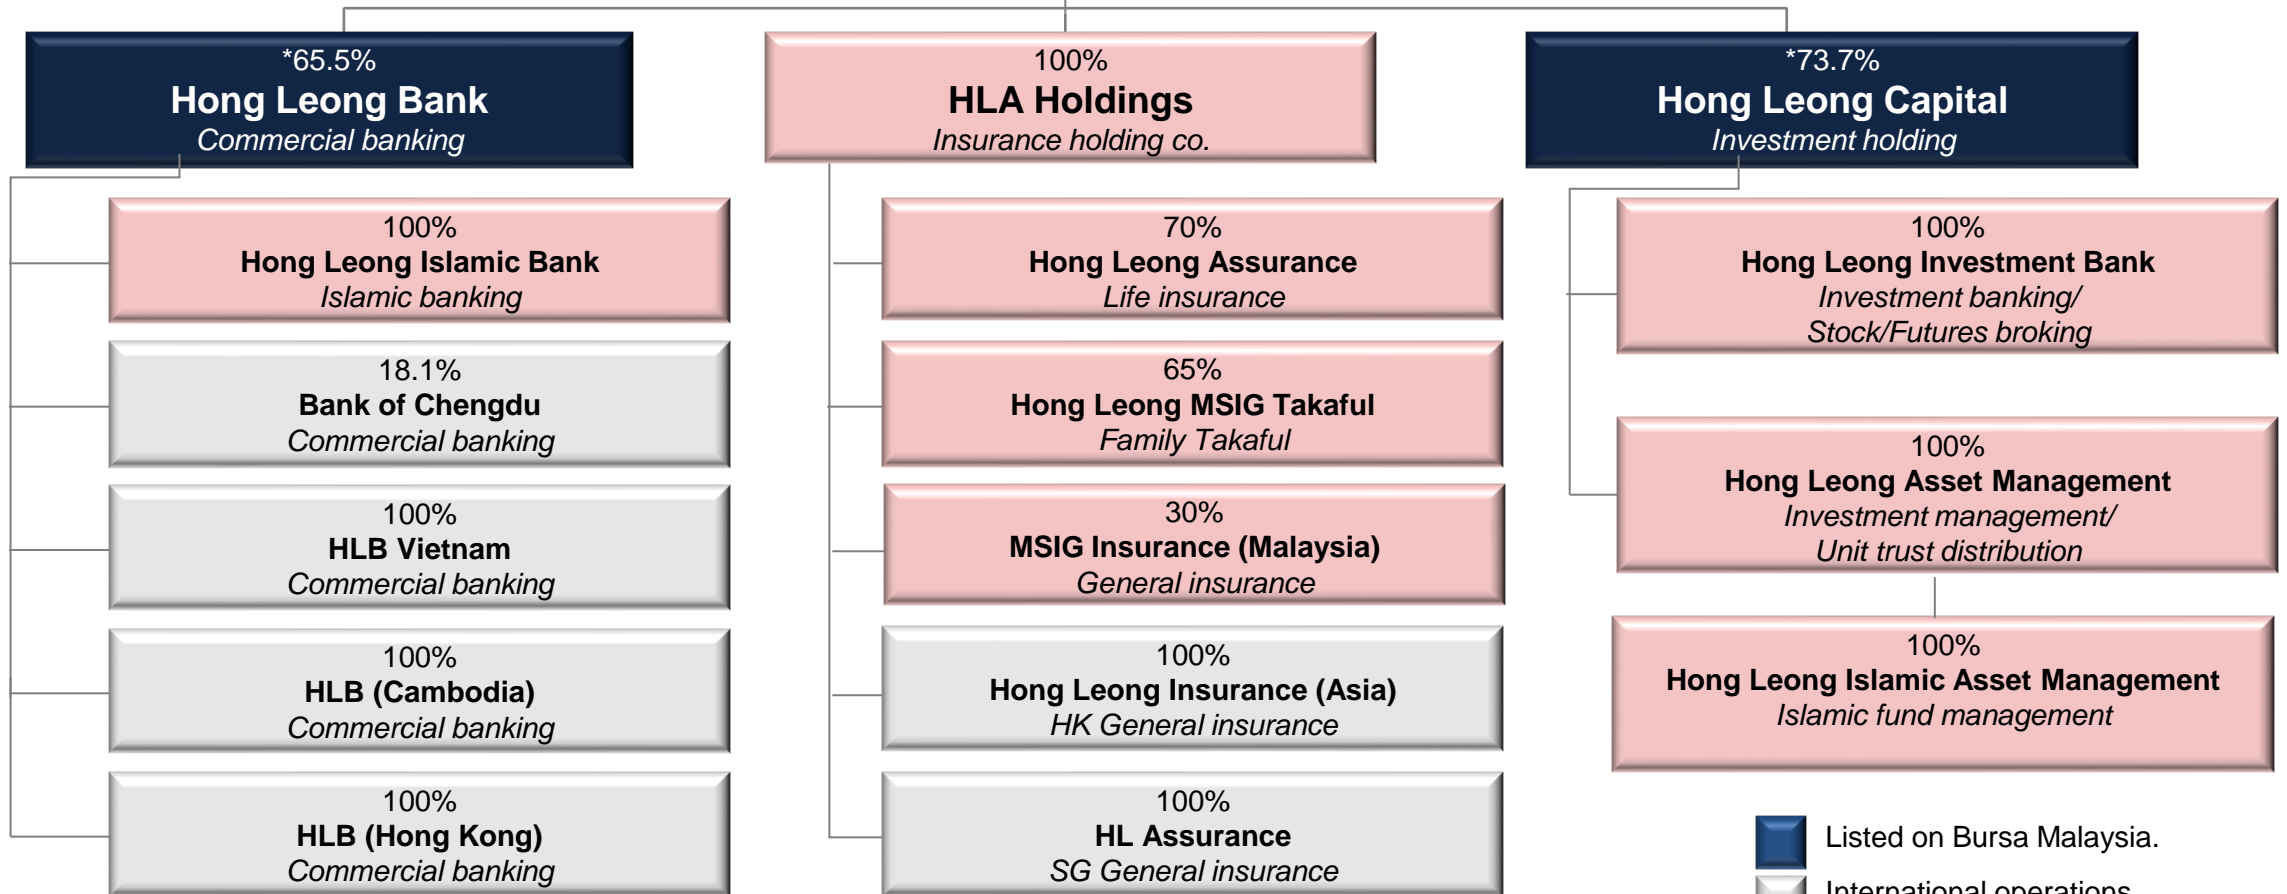 *65.5%
Hong Leong Bank
Commercial banking
100%
Hong Leong Islamic Bank
Islamic banking
18.1%
Bank of Chengdu
Commercial banking
100%
HLB Vietnam
Commercial banking
100%
HLB (Cambodia)
Commercial banking
100%
HLB (Hong Kong)
Commercial banking
100%
HLA Holdings
Insurance holding co.
70%
Hong Leong Assurance
Life insurance
65%
Hong Leong MSIG Takaful
Family Takaful
30%
MSIG Insurance (Malaysia)
General insurance
100%
Hong Leong Insurance (Asia)
HK General insurance
100%
HL Assurance
SG General insurance
*73.7%
Hong Leong Capital
Investment holding
100%
Hong Leong Investment Bank
Investment banking/
Stock/Futures broking
100%
Hong Leong Asset Management
Investment management/
Unit trust distribution
100%
Hong Leong Islamic Asset Management
Islamic fund management
Listed on Bursa Malaysia.
International operations